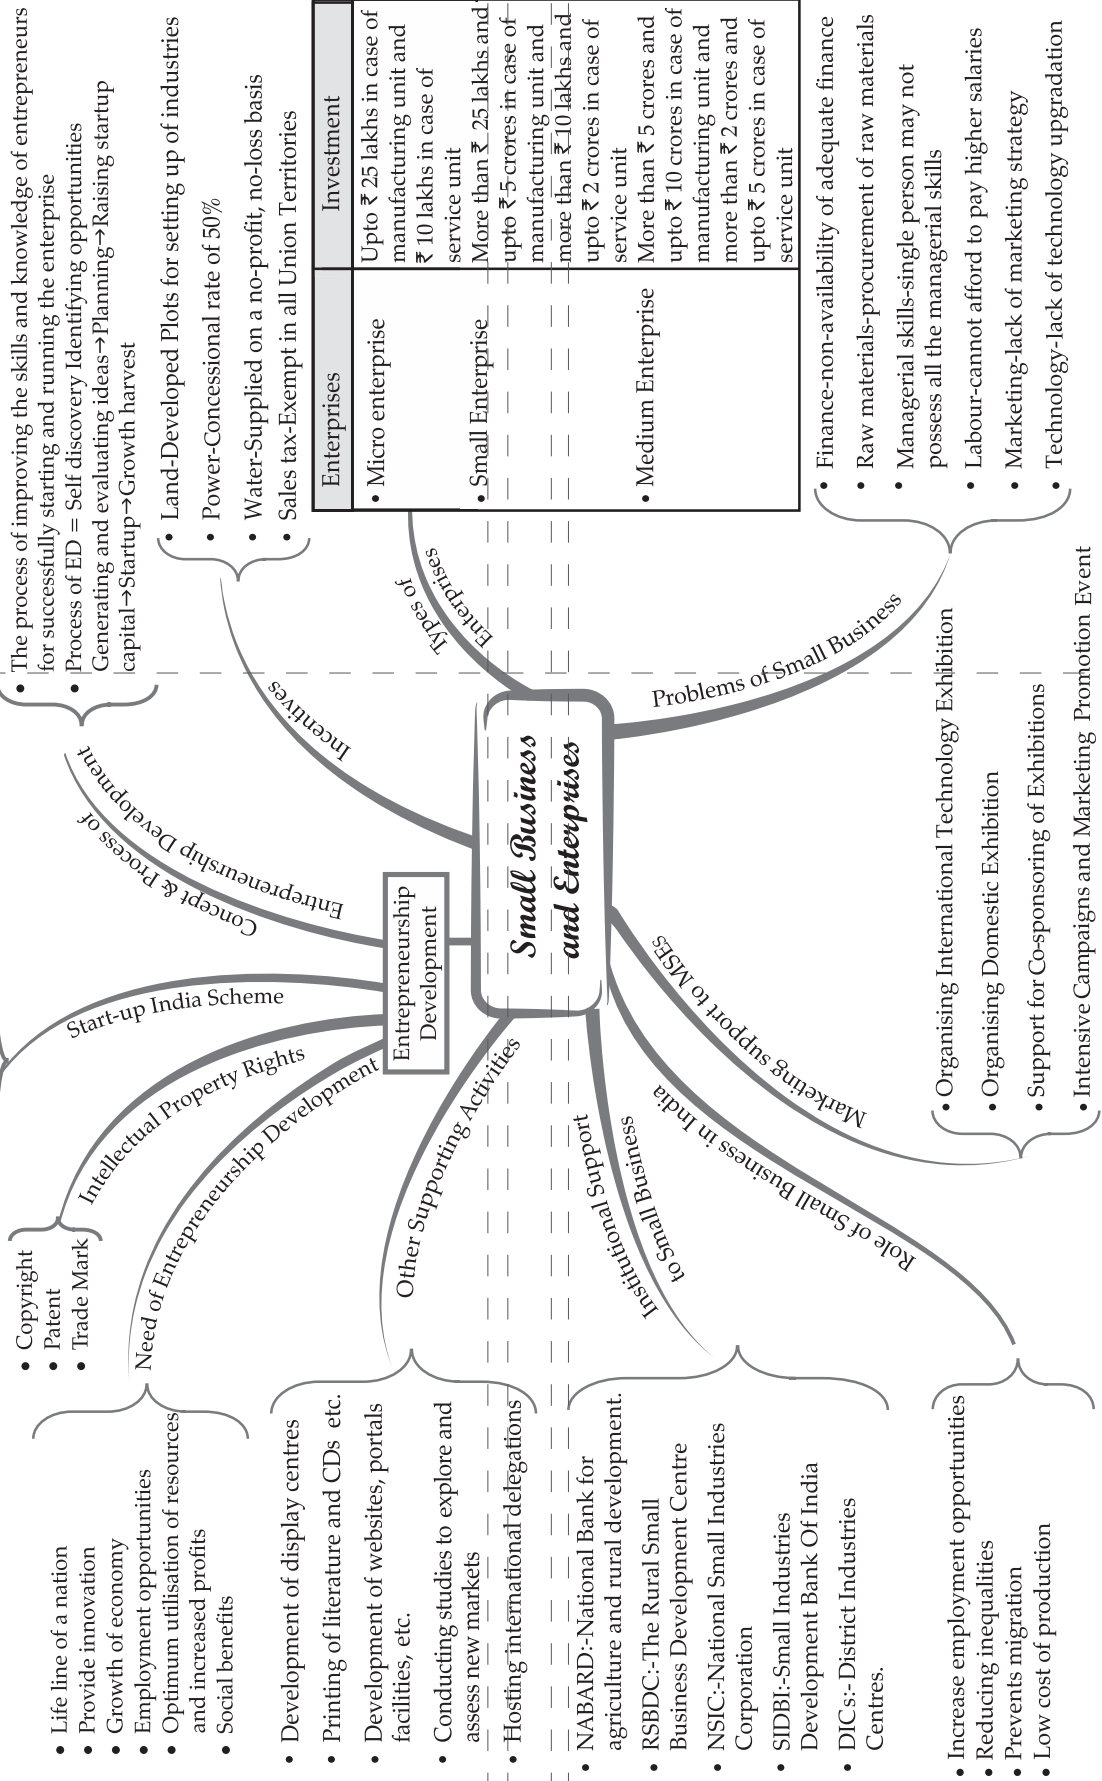 Small Business
and Enterprises
Entrepreneurship
Development
Concept & Process of
Entrepreneurship Development
• The process of improving the skills and knowledge of entrepreneurs
for successfully starting and running the enterprise
• Process of ED = Self discovery Identifying opportunities
Generating and evaluating ideas→Planning→Raising startup
capital→Startup→Growth harvest
Start-up India Scheme
Intellectual Property Rights
• Copyright
• Patent
• Trade Mark
Need of Entrepreneurship Development
• Life line of a nation
• Provide innovation
• Growth of economy
• Employment opportunities
• Optimum utilisation of resources
and increased profits
• Social benefits
Incentives
• Land-Developed Plots for setting up of industries
• Power-Concessional rate of 50%
• Water-Supplied on a no-profit, no-loss basis
• Sales tax-Exempt in all Union Territories
Types of
Enterprises
Enterprises Investment
• Micro enterprise
Upto ₹ 25 lakhs in case of
manufacturing unit and
₹ 10 lakhs in case of
service unit
• Small Enterprise
More than ₹ 25 lakhs and
upto ₹ 5 crores in case of
manufacturing unit and
more than ₹ 10 lakhs and
upto ₹ 2 crores in case of
service unit
• Medium Enterprise
More than ₹ 5 crores and
upto ₹ 10 crores in case of
manufacturing unit and
more than ₹ 2 crores and
upto ₹ 5 crores in case of
service unit
Problems of Small Business
• Finance-non-availability of adequate finance
• Raw materials-procurement of raw materials
• Managerial skills-single person may not
possess all the managerial skills
• Labour-cannot afford to pay higher salaries
• Marketing-lack of marketing strategy
• Technology-lack of technology upgradation
Other Supporting Activities
• Development of display centres
• Printing of literature and CDs etc.
• Development of websites, portals
facilities, etc.
• Conducting studies to explore and
assess new markets
• Hosting international delegations
Institutional Support
to Small Business
• NABARD:-National Bank for
agriculture and rural development.
• RSBDC:-The Rural Small
Business Development Centre
• NSIC:-National Small Industries
Corporation
• SIDBI:-Small Industries
Development Bank Of India
• DICs:- District Industries
Centres.
Role of Small Business in India
• Increase employment opportunities
• Reducing inequalities
• Prevents migration
• Low cost of production
Marketing support to MSEs
• Organising International Technology Exhibition
• Organising Domestic Exhibition
• Support for Co-sponsoring of Exhibitions
• Intensive Campaigns and Marketing Promotion Event